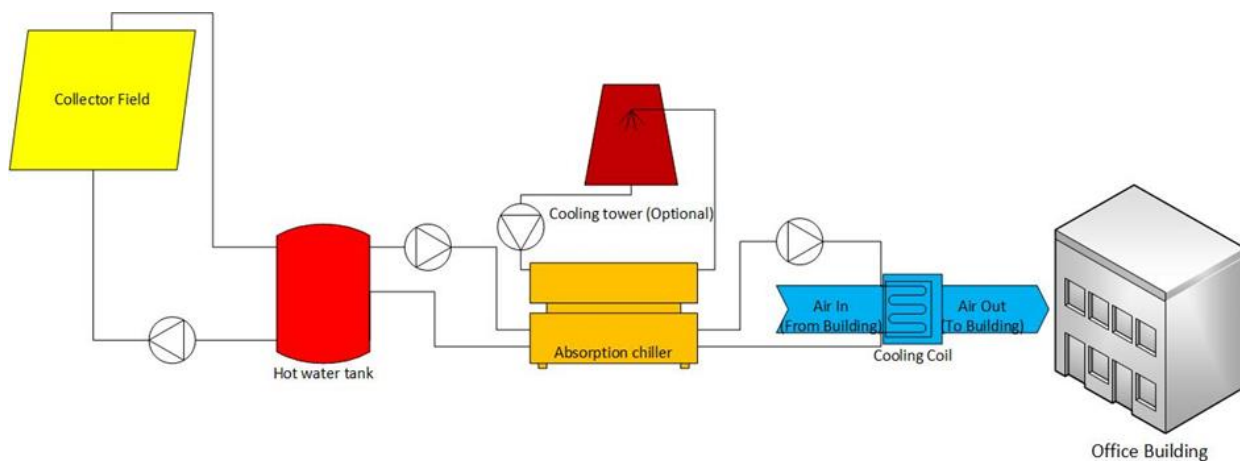 Collector Field
Cooling tower (Optional)
Hot water tank
Absorption chiller
Air In
(From Building)
Air Out
(To Building)
Cooling Coil
Office Building